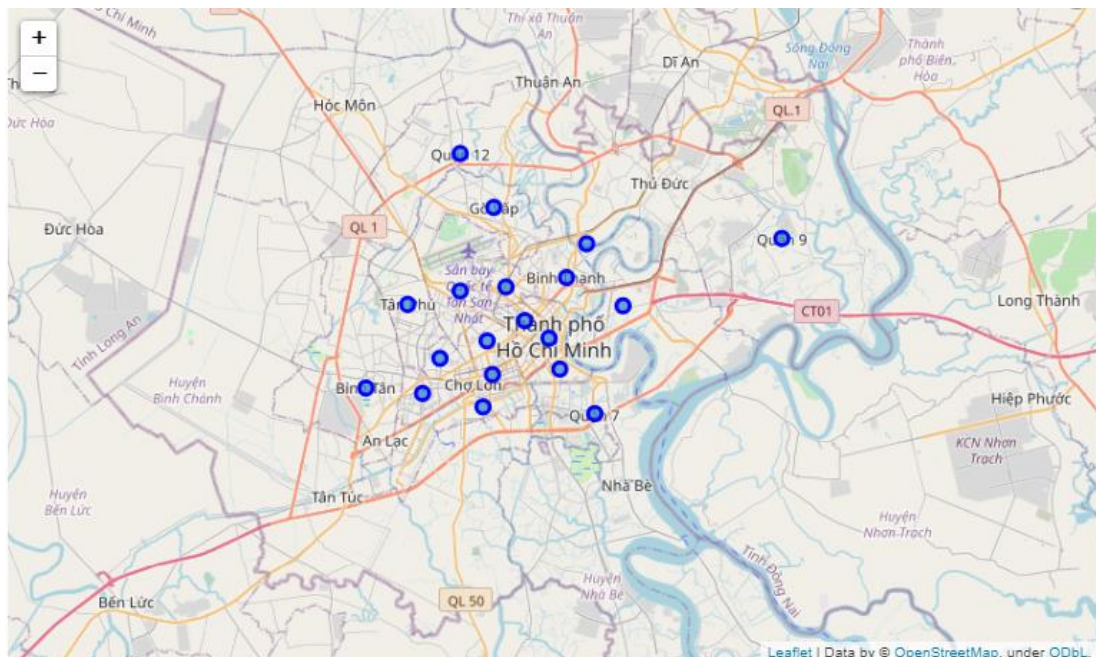 +
−
Chí Minh
Thị xã Thuận
An
Dĩ An
Sông Đồng
Nai
Thành
phố Biên
Hòa
Thuận An
Hóc Môn
Đức Hòa
QL.1
Quận 12
Thủ Đức
Gò Vấp
QL 1
Đức Hòa
Quận 9
Sân bay
Quốc tế
Tân Sơn
Nhất
Bình Thạnh
Tân Phú
Long Thành
CT01
Thành phố
Hồ Chí Minh
Tỉnh Long An
Huyện
Bình Chánh
Bình Tân
Chợ Lớn
Quận 7
Hiệp Phước
An Lạc
KCN Nhơn
Trạch
Nhà Bè
Tân Túc
Huyện
Bến Lức
Huyện
Nhơn Trạch
Tỉnh Đồng Nai
Huyện
Nhà Bè
QL 50
Bến Lức
Leaflet | Data by © OpenStreetMap, under ODbL.